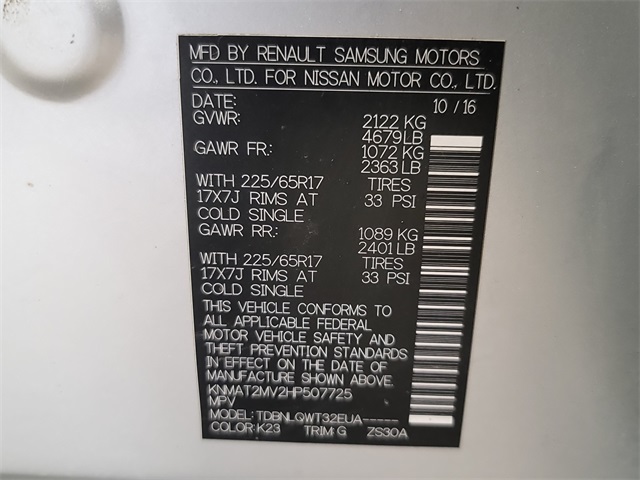 MFD BY RENAULT SAMSUNG MOTORS
CO., LTD. FOR NISSAN MOTOR CO., LTD.
DATE: 10 / 16
GVWR: 2122 KG
4679 LB
GAWR FR: 1072 KG
2363 LB
WITH 225/65R17 TIRES
17X7J RIMS AT 33 PSI
COLD SINGLE
GAWR RR: 1089 KG
2401 LB
WITH 225/65R17 TIRES
17X7J RIMS AT 33 PSI
COLD SINGLE
THIS VEHICLE CONFORMS TO
ALL APPLICABLE FEDERAL
MOTOR VEHICLE SAFETY AND
THEFT PREVENTION STANDARDS
IN EFFECT ON THE DATE OF
MANUFACTURE SHOWN ABOVE.
KNMAT2MV2HP507725
MPV
MODEL: TDBNLQWT32EUA-----
COLOR: K23 TRIM: G ZS30A